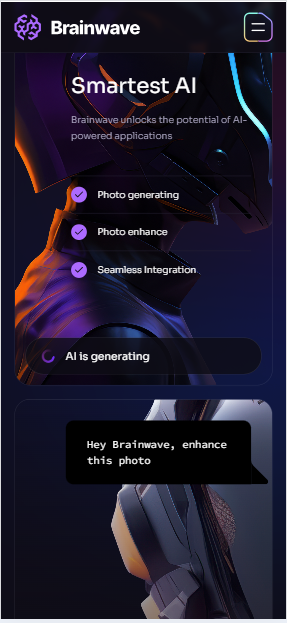 Brainwave
Smartest AI
Brainwave unlocks the potential of AI-
powered applications
Photo generating
Photo enhance
Seamless Integration
AI is generating
Hey Brainwave, enhance
this photo